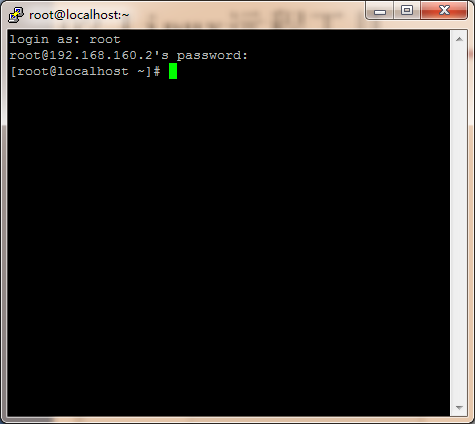 root@localhost:~
login as: root
root@192.168.160.2's password:
[root@localhost ~]#